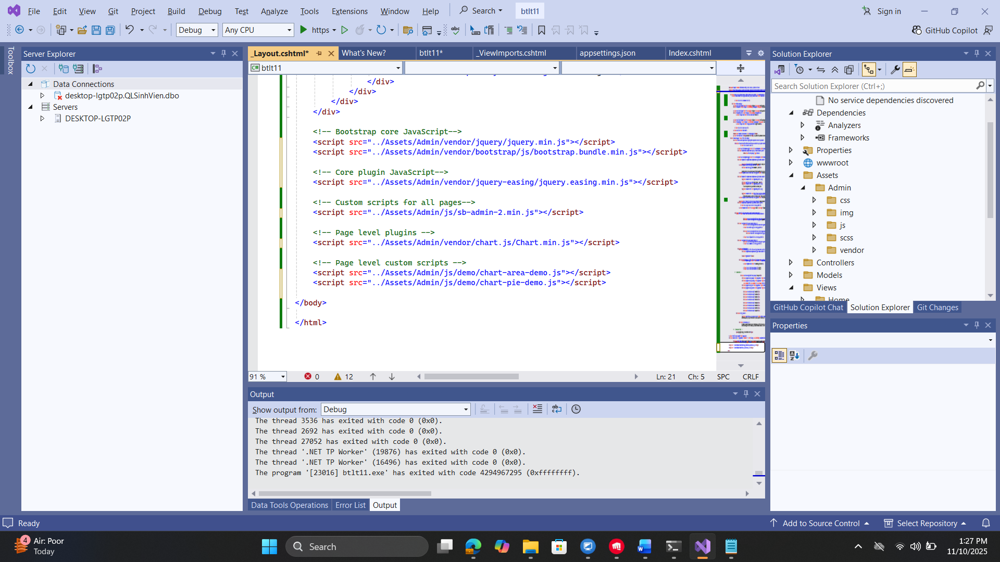 File Edit View Git Project Build Debug Test Analyze Tools Extensions Window Help Search btlt11 Sign in
Debug Any CPU https GitHub Copilot
Toolbox
Server Explorer
Data Connections
desktop-lgtp02p.QLSinhVien.dbo
Servers
DESKTOP-LGTP02P
_Layout.cshtml* What's New? btlt11* _ViewImports.cshtml appsettings.json Index.cshtml
btlt11
</div>
</div>
</div>
</div>
<!-- Bootstrap core JavaScript-->
<script src="../Assets/Admin/vendor/jquery/jquery.min.js"></script>
<script src="../Assets/Admin/vendor/bootstrap/js/bootstrap.bundle.min.js"></script>
<!-- Core plugin JavaScript-->
<script src="../Assets/Admin/vendor/jquery-easing/jquery.easing.min.js"></script>
<!-- Custom scripts for all pages-->
<script src="../Assets/Admin/js/sb-admin-2.min.js"></script>
<!-- Page level plugins -->
<script src="../Assets/Admin/vendor/chart.js/Chart.min.js"></script>
<!-- Page level custom scripts -->
<script src="../Assets/Admin/js/demo/chart-area-demo.js"></script>
<script src="../Assets/Admin/js/demo/chart-pie-demo.js"></script>
</body>
</html>
91 % 0 12 Ln: 21 Ch: 5 SPC CRLF
Output
Show output from: Debug
The thread 3536 has exited with code 0 (0x0).
The thread 2692 has exited with code 0 (0x0).
The thread 27052 has exited with code 0 (0x0).
The thread '.NET TP Worker' (19876) has exited with code 0 (0x0).
The thread '.NET TP Worker' (16496) has exited with code 0 (0x0).
The program '[23016] btlt11.exe' has exited with code 4294967295 (0xffffffff).
Data Tools Operations Error List Output
Solution Explorer
Search Solution Explorer (Ctrl+;)
No service dependencies discovered
Dependencies
Analyzers
Frameworks
Properties
wwwroot
Assets
Admin
css
img
js
scss
vendor
Controllers
Models
Views
Home
GitHub Copilot Chat Solution Explorer Git Changes
Properties
Ready Add to Source Control Select Repository
4 Air: Poor
Today
Search
1:27 PM
11/10/2025